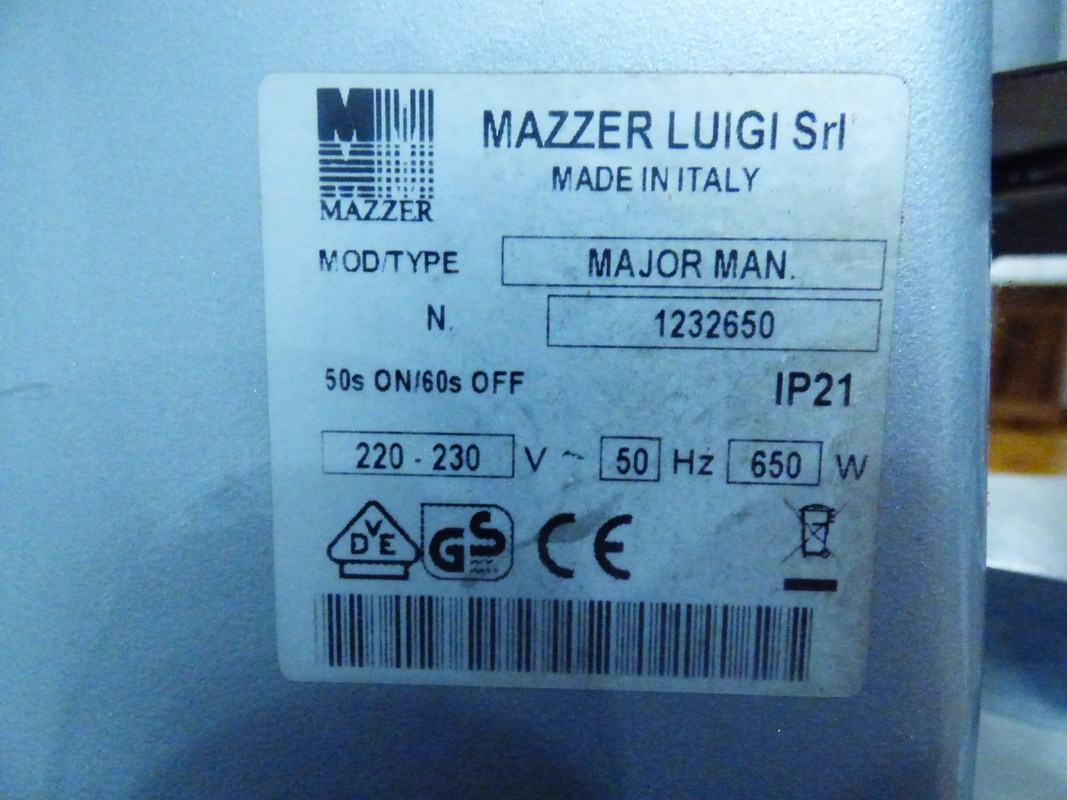 MAZZER LUIGI Srl
MADE IN ITALY
MAZZER
MOD/TYPE MAJOR MAN.
N. 1232650
50s ON/60s OFF IP21
220 - 230 V ~ 50 Hz 650 W
VDE GS CE